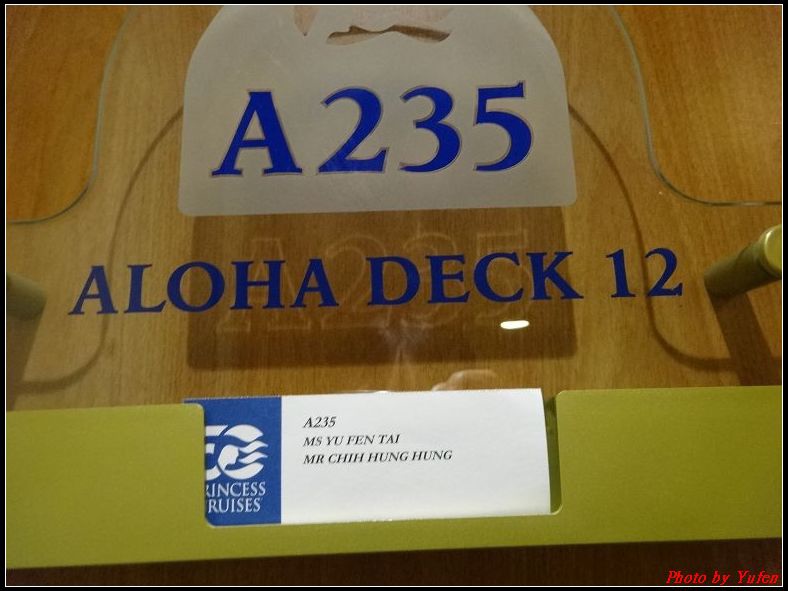 A235
ALOHA DECK 12
A235
MS YU FEN TAI
MR CHIH HUNG HUNG
RINCESS
RUISES
Photo by Yufen